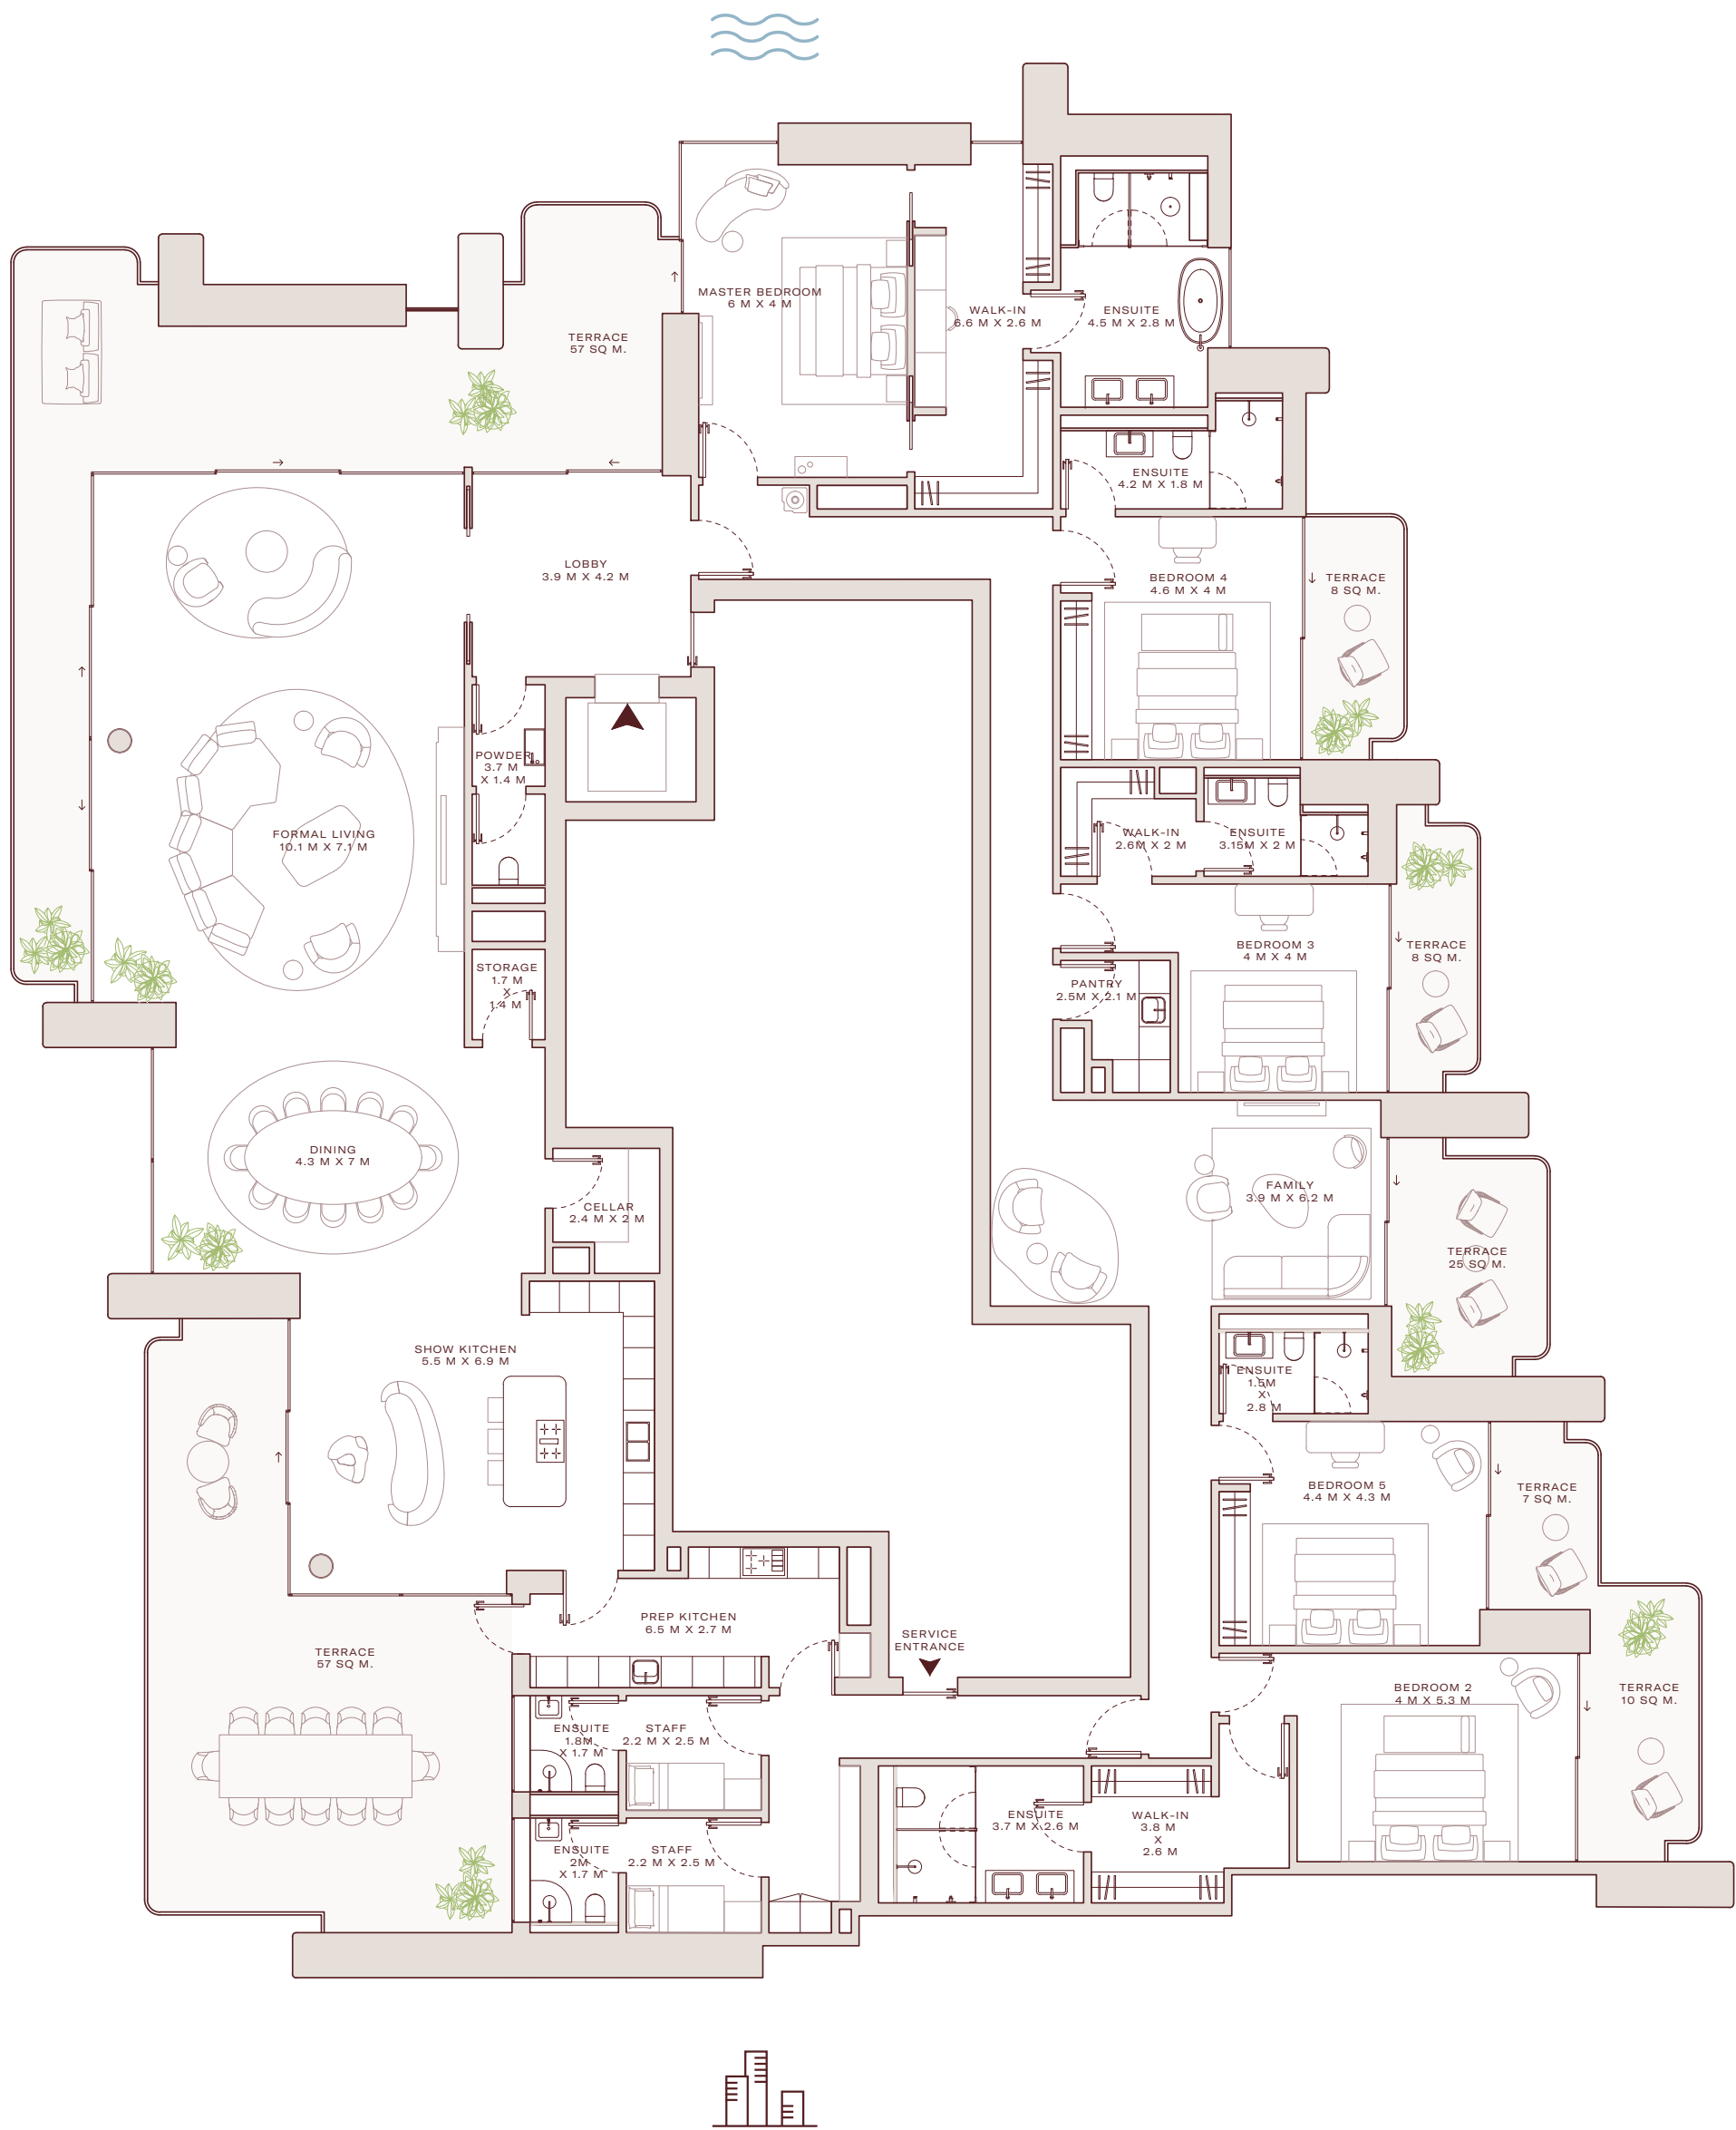 MASTER BEDROOM
6 M X 4 M
WALK-IN
6.6 M X 2.6 M
ENSUITE
4.5 M X 2.8 M
TERRACE
57 SQ M.
ENSUITE
4.2 M X 1.8 M
LOBBY
3.9 M X 4.2 M
BEDROOM 4
4.6 M X 4 M
TERRACE
8 SQ M.
POWDER
3.7 M
X 1.4 M
FORMAL LIVING
10.1 M X 7.1 M
WALK-IN
2.6M X 2 M
ENSUITE
3.15M X 2 M
BEDROOM 3
4 M X 4 M
TERRACE
8 SQ M.
STORAGE
1.7 M
X
1.4 M
PANTRY
2.5M X 2.1 M
DINING
4.3 M X 7 M
CELLAR
2.4 M X 2 M
FAMILY
3.9 M X 6.2 M
TERRACE
25 SQ M.
SHOW KITCHEN
5.5 M X 6.9 M
ENSUITE
1.5M
X
2.8 M
BEDROOM 5
4.4 M X 4.3 M
TERRACE
7 SQ M.
PREP KITCHEN
6.5 M X 2.7 M
SERVICE
ENTRANCE
TERRACE
57 SQ M.
BEDROOM 2
4 M X 5.3 M
TERRACE
10 SQ M.
ENSUITE
1.8M
X 1.7 M
STAFF
2.2 M X 2.5 M
ENSUITE
3.7 M X 2.6 M
WALK-IN
3.8 M
X
2.6 M
ENSUITE
2M
X 1.7 M
STAFF
2.2 M X 2.5 M